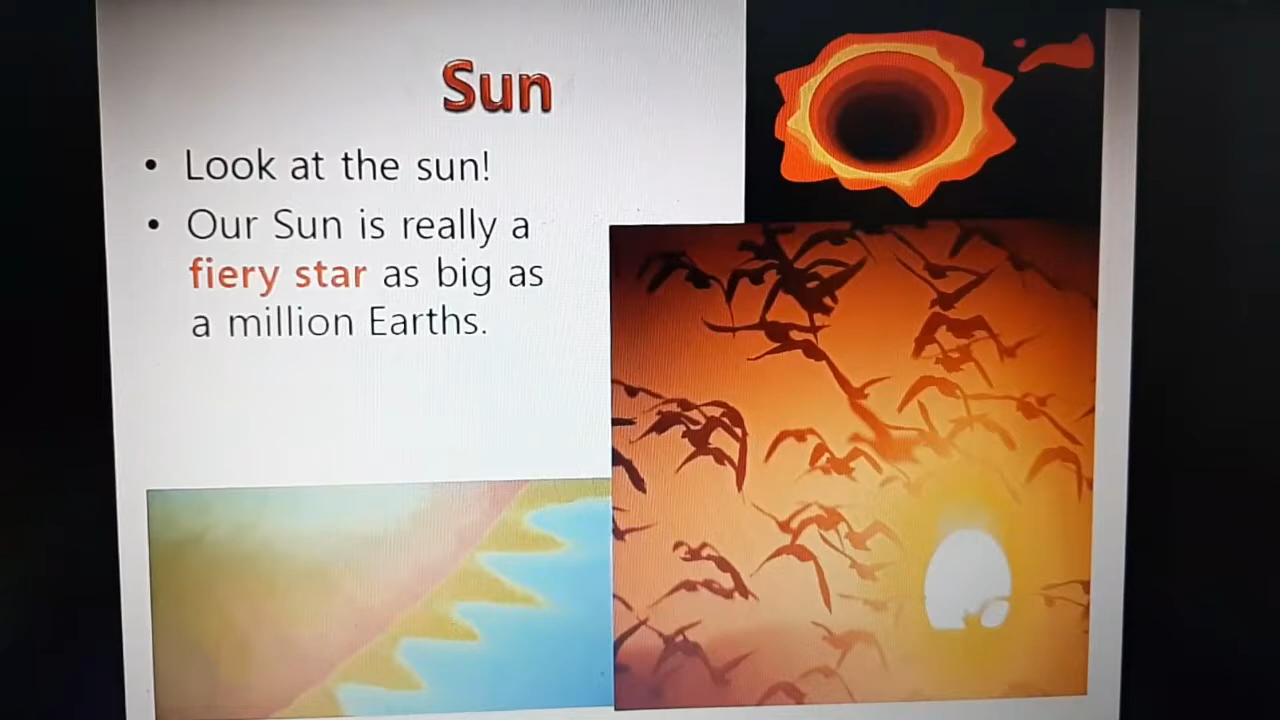 Sun
• Look at the sun!
• Our Sun is really a
fiery star as big as
a million Earths.